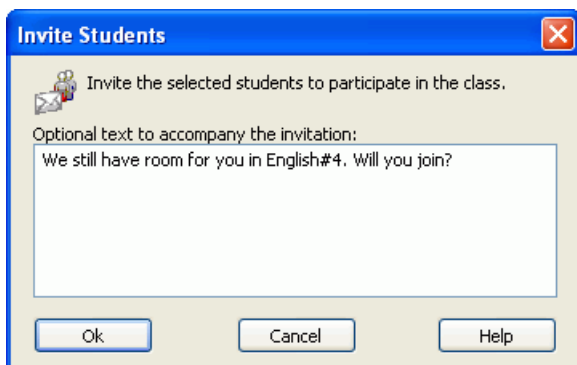 Invite Students
Invite the selected students to participate in the class.
Optional text to accompany the invitation:
We still have room for you in English#4. Will you join?
Ok Cancel Help